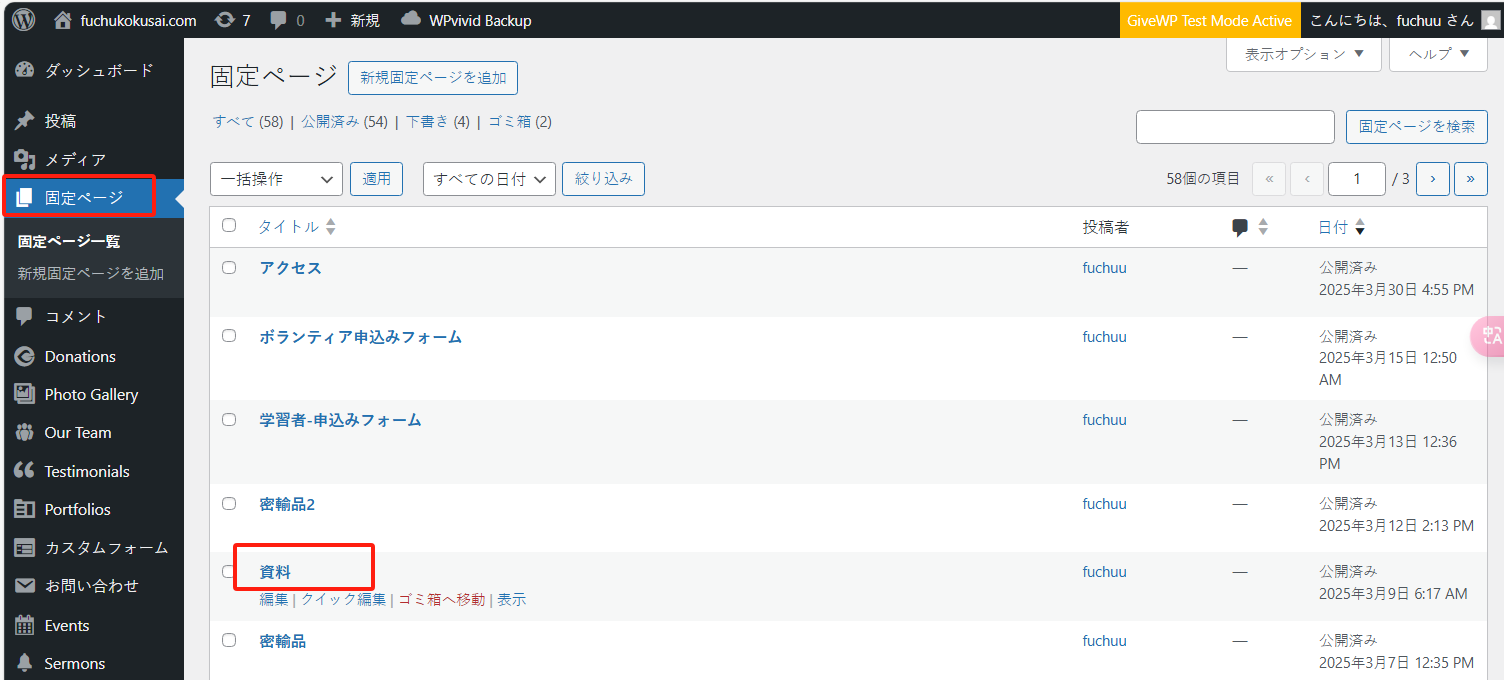 fuchukokusai.com 7 0 新規 WPvivid Backup GiveWP Test Mode Active こんにちは、fuchuu さん
ダッシュボード
投稿
メディア
固定ページ
固定ページ一覧
新規固定ページを追加
コメント
Donations
Photo Gallery
Our Team
Testimonials
Portfolios
カスタムフォーム
お問い合わせ
Events
Sermons
表示オプション ▼ ヘルプ ▼
固定ページ 新規固定ページを追加
すべて (58) | 公開済み (54) | 下書き (4) | ゴミ箱 (2)
固定ページを検索
一括操作 適用 すべての日付 絞り込み 58個の項目 « ‹ 1 / 3 › »
タイトル 投稿者 日付
アクセス fuchuu — 公開済み
2025年3月30日 4:55 PM
ボランティア申込みフォーム fuchuu — 公開済み
2025年3月15日 12:50
AM
学習者-申込みフォーム fuchuu — 公開済み
2025年3月13日 12:36
PM
密輸品2 fuchuu — 公開済み
2025年3月12日 2:13 PM
資料 fuchuu — 公開済み
編集 | クイック編集 | ゴミ箱へ移動 | 表示 2025年3月9日 6:17 AM
密輸品 fuchuu — 公開済み
2025年3月7日 12:35 PM